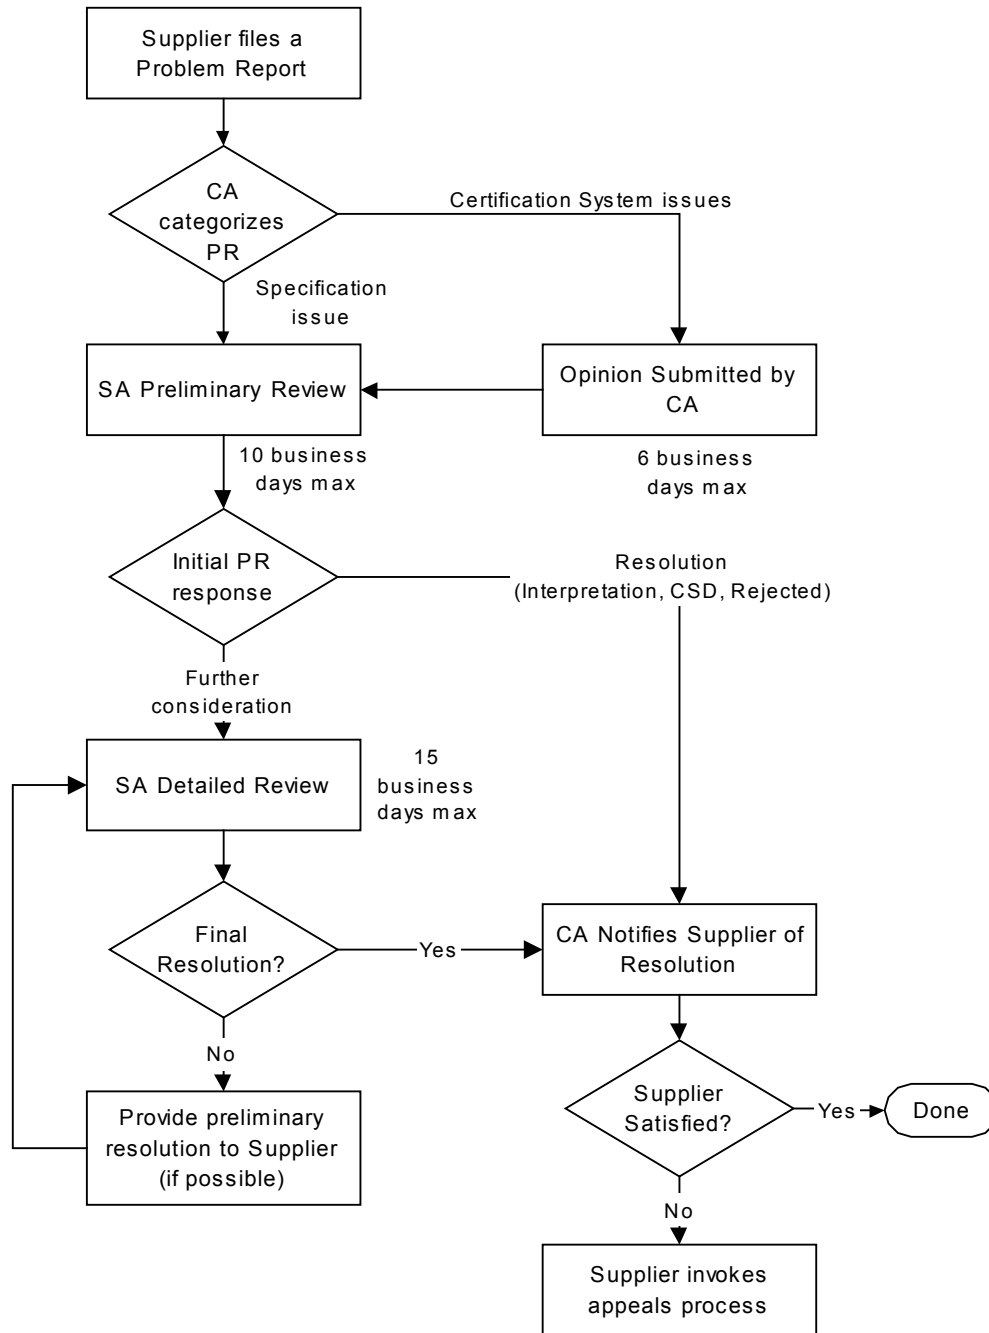 Supplier files a
Problem Report
CA
categorizes
PR
Certification System issues
Specification
issue
SA Preliminary Review
Opinion Submitted by
CA
10 business
days max
6 business
days max
Initial PR
response
Resolution
(Interpretation, CSD, Rejected)
Further
consideration
SA Detailed Review
15
business
days max
Final
Resolution?
Yes
CA Notifies Supplier of
Resolution
No
Provide preliminary
resolution to Supplier
(if possible)
Supplier
Satisfied?
Yes
Done
No
Supplier invokes
appeals process